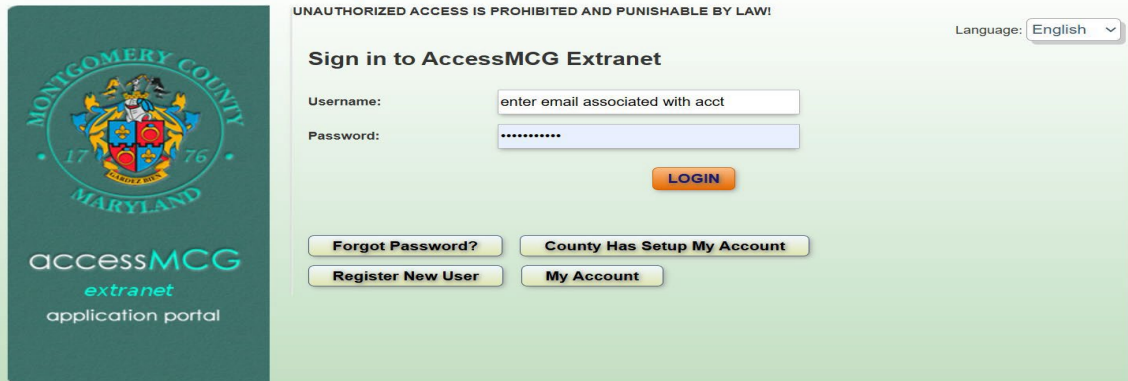 UNAUTHORIZED ACCESS IS PROHIBITED AND PUNISHABLE BY LAW!
Language: English
Sign in to AccessMCG Extranet
Username: enter email associated with acct
Password: •••••••••••
LOGIN
Forgot Password? County Has Setup My Account
Register New User My Account
MONTGOMERY COUNTY
17 76
GARDEZ BIEN
MARYLAND
accessMCG
extranet
application portal